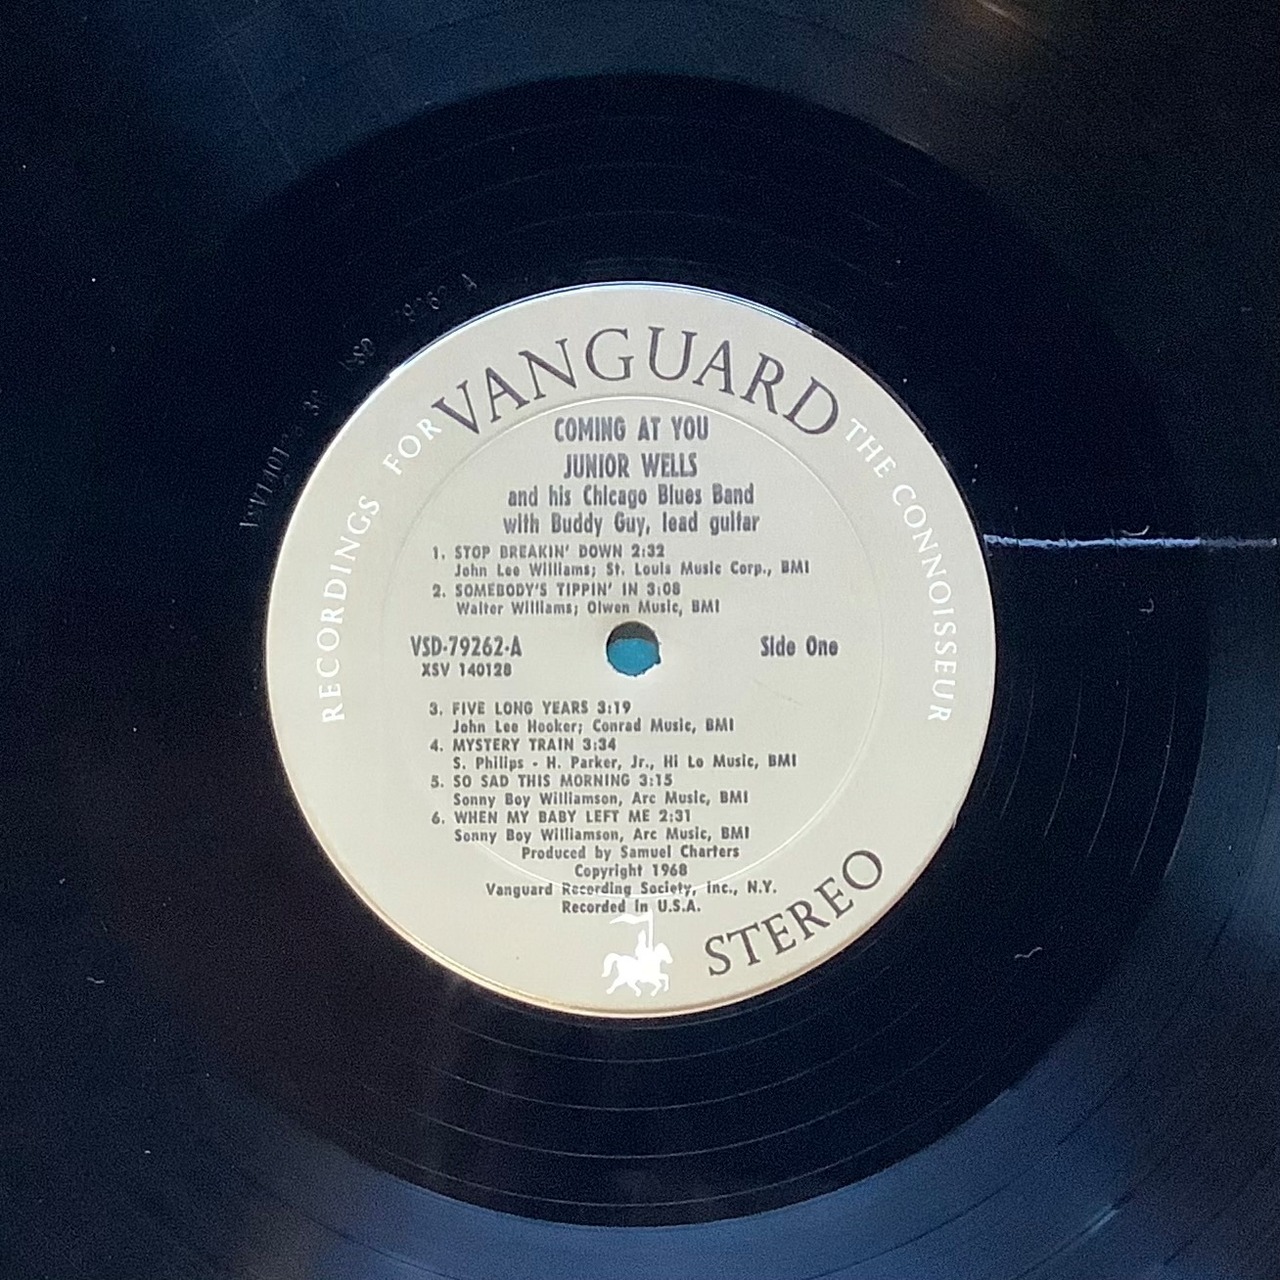 VANGUARD
RECORDINGS FOR THE CONNOISSEUR
COMING AT YOU
JUNIOR WELLS
and his Chicago Blues Band
with Buddy Guy, lead guitar
1. STOP BREAKIN' DOWN 2:32
John Lee Williams; St. Louis Music Corp., BMI
2. SOMEBODY'S TIPPIN' IN 3:08
Walter Williams; Olwen Music, BMI
VSD-79262-A
Side One
XSV 140128
3. FIVE LONG YEARS 3:19
John Lee Hooker; Conrad Music, BMI
4. MYSTERY TRAIN 3:34
S. Philips - H. Parker, Jr., Hi Lo Music, BMI
5. SO SAD THIS MORNING 3:15
Sonny Boy Williamson, Arc Music, BMI
6. WHEN MY BABY LEFT ME 2:31
Sonny Boy Williamson, Arc Music, BMI
Produced by Samuel Charters
Copyright 1968
Vanguard Recording Society, Inc., N.Y.
Recorded in U.S.A.
STEREO